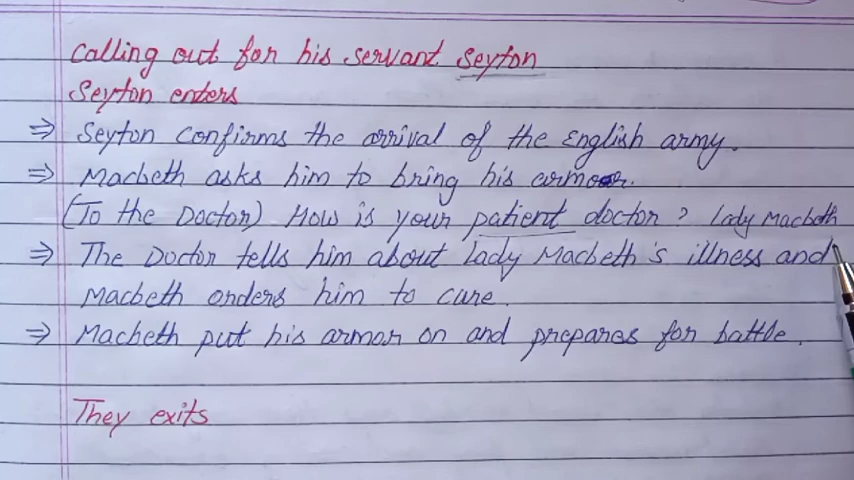 Calling out for his servant Seyton
Seyton enters
⇒ Seyton confirms the arrival of the English army.
⇒ Macbeth asks him to bring his armor.
(To the Doctor) How is your patient doctor? Lady Macbeth
⇒ The Doctor tells him about Lady Macbeth's illness and
Macbeth orders him to cure.
⇒ Macbeth put his armor on and prepares for battle.
They exits